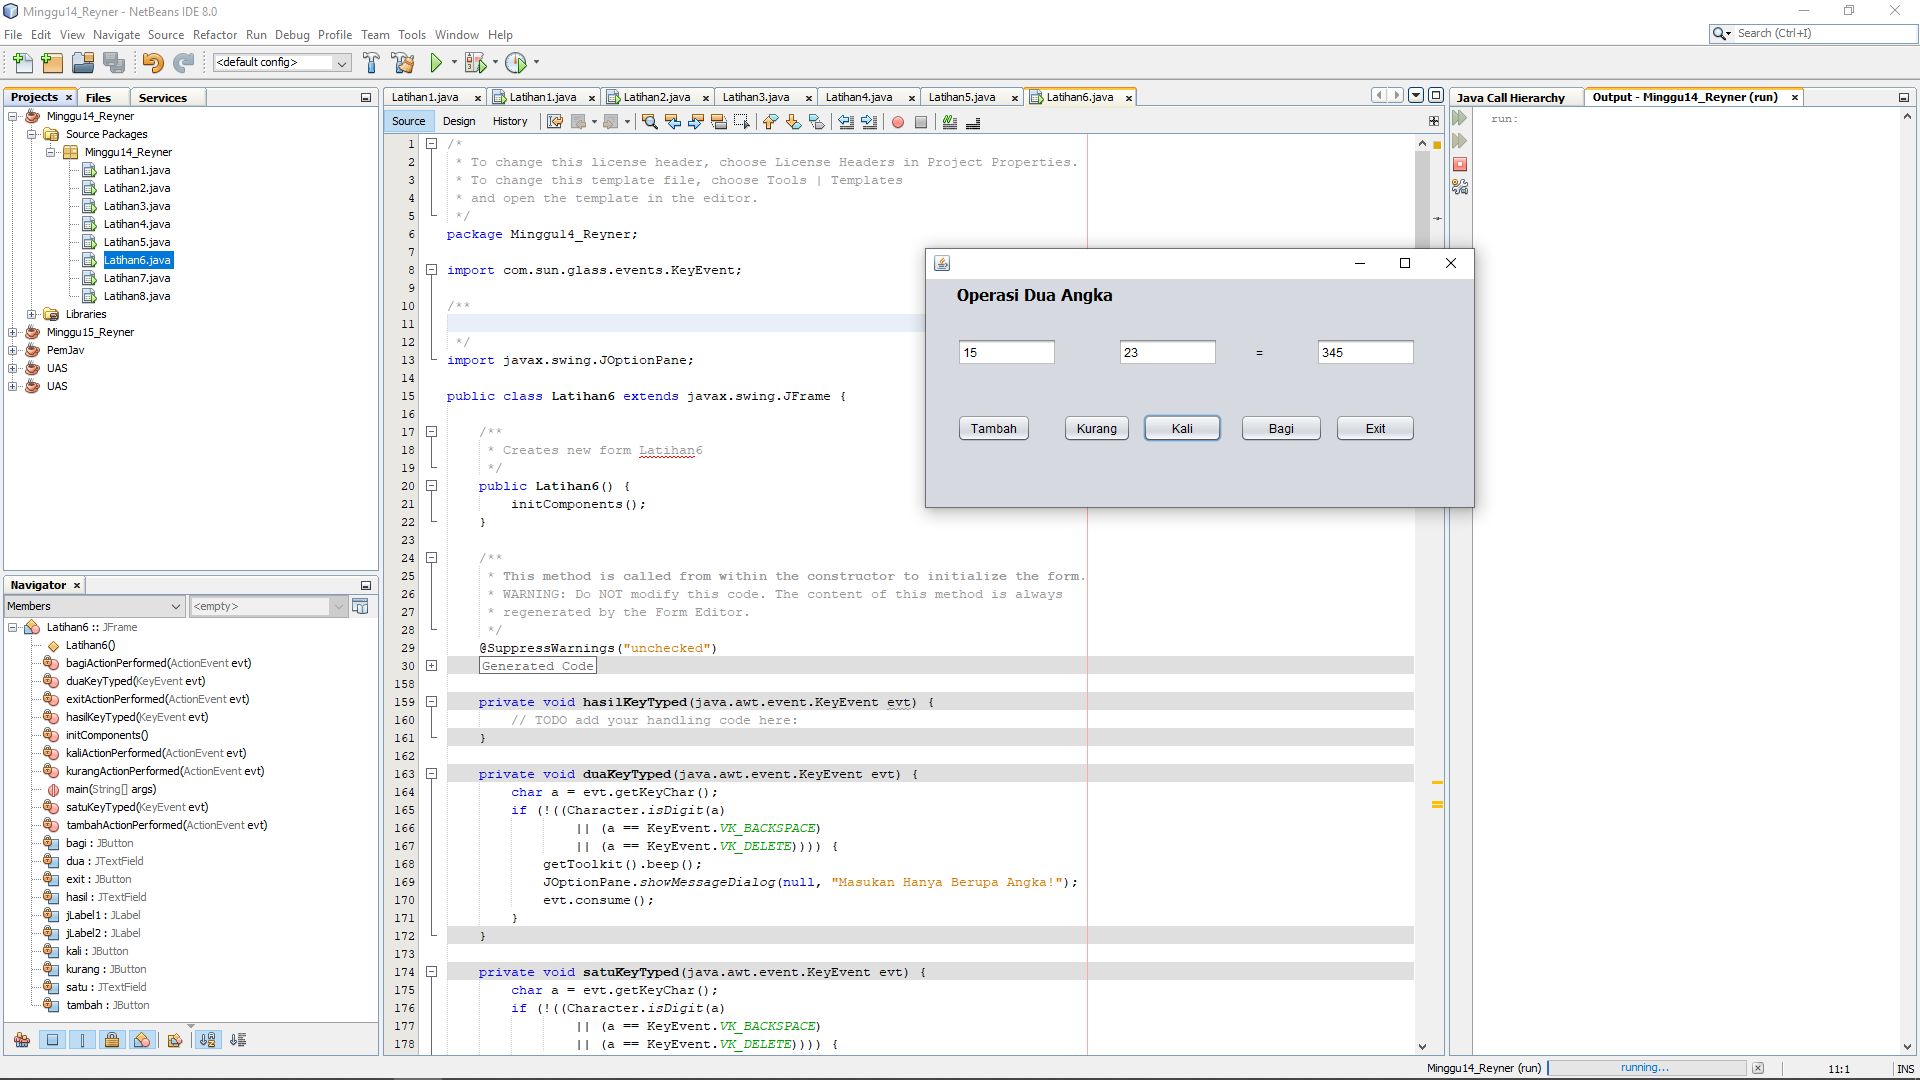 Minggu14_Reyner - NetBeans IDE 8.0
File Edit View Navigate Source Refactor Run Debug Profile Team Tools Window Help
Search (Ctrl+I)
<default config>
Projects Files Services
Minggu14_Reyner
Source Packages
Minggu14_Reyner
Latihan1.java
Latihan2.java
Latihan3.java
Latihan4.java
Latihan5.java
Latihan6.java
Latihan7.java
Latihan8.java
Libraries
Minggu15_Reyner
PemJav
UAS
UAS
Navigator
Members <empty>
Latihan6 :: JFrame
Latihan6()
bagiActionPerformed(ActionEvent evt)
duaKeyTyped(KeyEvent evt)
exitActionPerformed(ActionEvent evt)
hasilKeyTyped(KeyEvent evt)
initComponents()
kaliActionPerformed(ActionEvent evt)
kurangActionPerformed(ActionEvent evt)
main(String[] args)
satuKeyTyped(KeyEvent evt)
tambahActionPerformed(ActionEvent evt)
bagi : JButton
dua : JTextField
exit : JButton
hasil : JTextField
jLabel1 : JLabel
jLabel2 : JLabel
kali : JButton
kurang : JButton
satu : JTextField
tambah : JButton
Latihan1.java Latihan1.java Latihan2.java Latihan3.java Latihan4.java Latihan5.java Latihan6.java
Source Design History
1 /*
2 * To change this license header, choose License Headers in Project Properties.
3 * To change this template file, choose Tools | Templates
4 * and open the template in the editor.
5 */
6 package Minggu14_Reyner;
7
8 import com.sun.glass.events.KeyEvent;
9
10 /**
11
12 */
13 import javax.swing.JOptionPane;
14
15 public class Latihan6 extends javax.swing.JFrame {
16
17 /**
18 * Creates new form Latihan6
19 */
20 public Latihan6() {
21 initComponents();
22 }
23
24 /**
25 * This method is called from within the constructor to initialize the form.
26 * WARNING: Do NOT modify this code. The content of this method is always
27 * regenerated by the Form Editor.
28 */
29 @SuppressWarnings("unchecked")
30 Generated Code
158
159 private void hasilKeyTyped(java.awt.event.KeyEvent evt) {
160 // TODO add your handling code here:
161 }
162
163 private void duaKeyTyped(java.awt.event.KeyEvent evt) {
164 char a = evt.getKeyChar();
165 if (!((Character.isDigit(a)
166 || (a == KeyEvent.VK_BACKSPACE)
167 || (a == KeyEvent.VK_DELETE)))) {
168 getToolkit().beep();
169 JOptionPane.showMessageDialog(null, "Masukan Hanya Berupa Angka!");
170 evt.consume();
171 }
172 }
173
174 private void satuKeyTyped(java.awt.event.KeyEvent evt) {
175 char a = evt.getKeyChar();
176 if (!((Character.isDigit(a)
177 || (a == KeyEvent.VK_BACKSPACE)
178 || (a == KeyEvent.VK_DELETE)))) {
Operasi Dua Angka
15 23 = 345
Tambah Kurang Kali Bagi Exit
Java Call Hierarchy Output - Minggu14_Reyner (run)
run:
Minggu14_Reyner (run) running... 11:1 INS